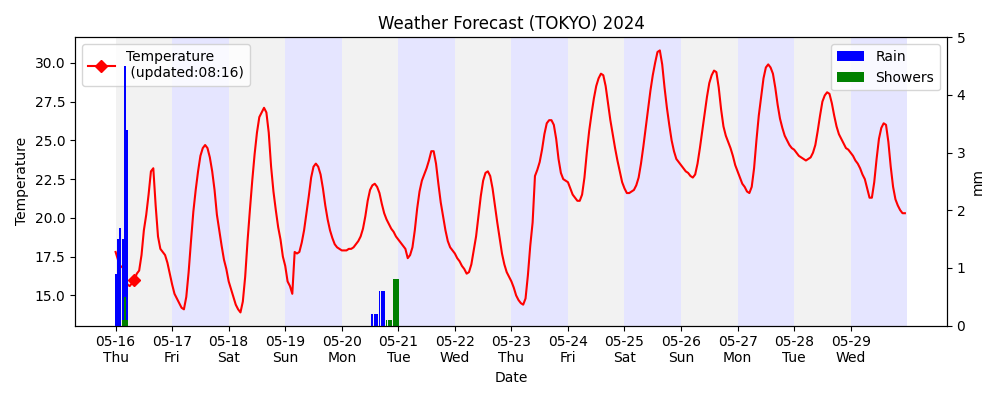 Weather Forecast (TOKYO) 2024
Temperature
(updated:08:16)
Rain
Showers
Temperature
30.0
27.5
25.0
22.5
20.0
17.5
15.0
5
4
3
2
1
0
mm
05-16 05-17 05-18 05-19 05-20 05-21 05-22 05-23 05-24 05-25 05-26 05-27 05-28 05-29
Thu Fri Sat Sun Mon Tue Wed Thu Fri Sat Sun Mon Tue Wed
Date